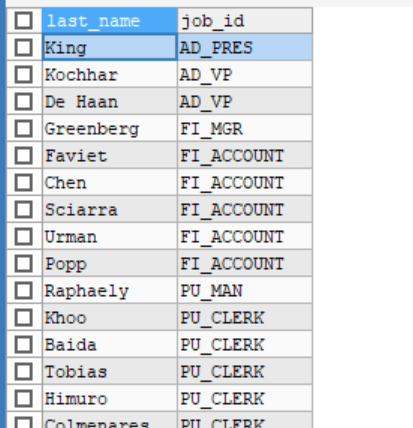 last_name job_id
King AD_PRES
Kochhar AD_VP
De Haan AD_VP
Greenberg FI_MGR
Faviet FI_ACCOUNT
Chen FI_ACCOUNT
Sciarra FI_ACCOUNT
Urman FI_ACCOUNT
Popp FI_ACCOUNT
Raphaely PU_MAN
Khoo PU_CLERK
Baida PU_CLERK
Tobias PU_CLERK
Himuro PU_CLERK
Colmenares PU_CLERK